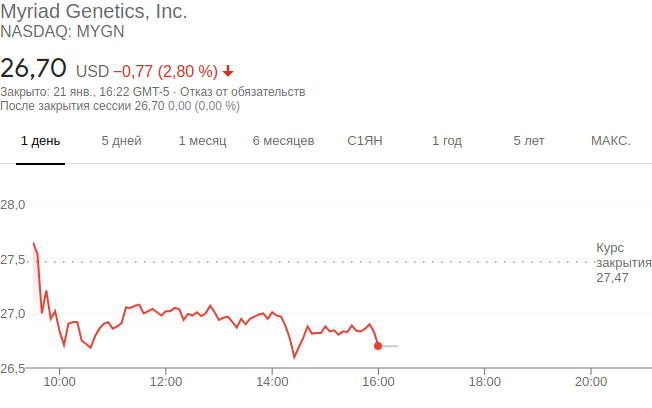 Myriad Genetics, Inc.
NASDAQ: MYGN
26,70 USD −0,77 (2,80 %)
Закрыто: 21 янв., 16:22 GMT-5 · Отказ от обязательств
После закрытия сессии 26,70 0,00 (0,00 %)
1 день 5 дней 1 месяц 6 месяцев С1ЯН 1 год 5 лет МАКС.
28,0
27,5
27,0
26,5
Курс
закрытия
27,47
10:00 12:00 14:00 16:00 18:00 20:00